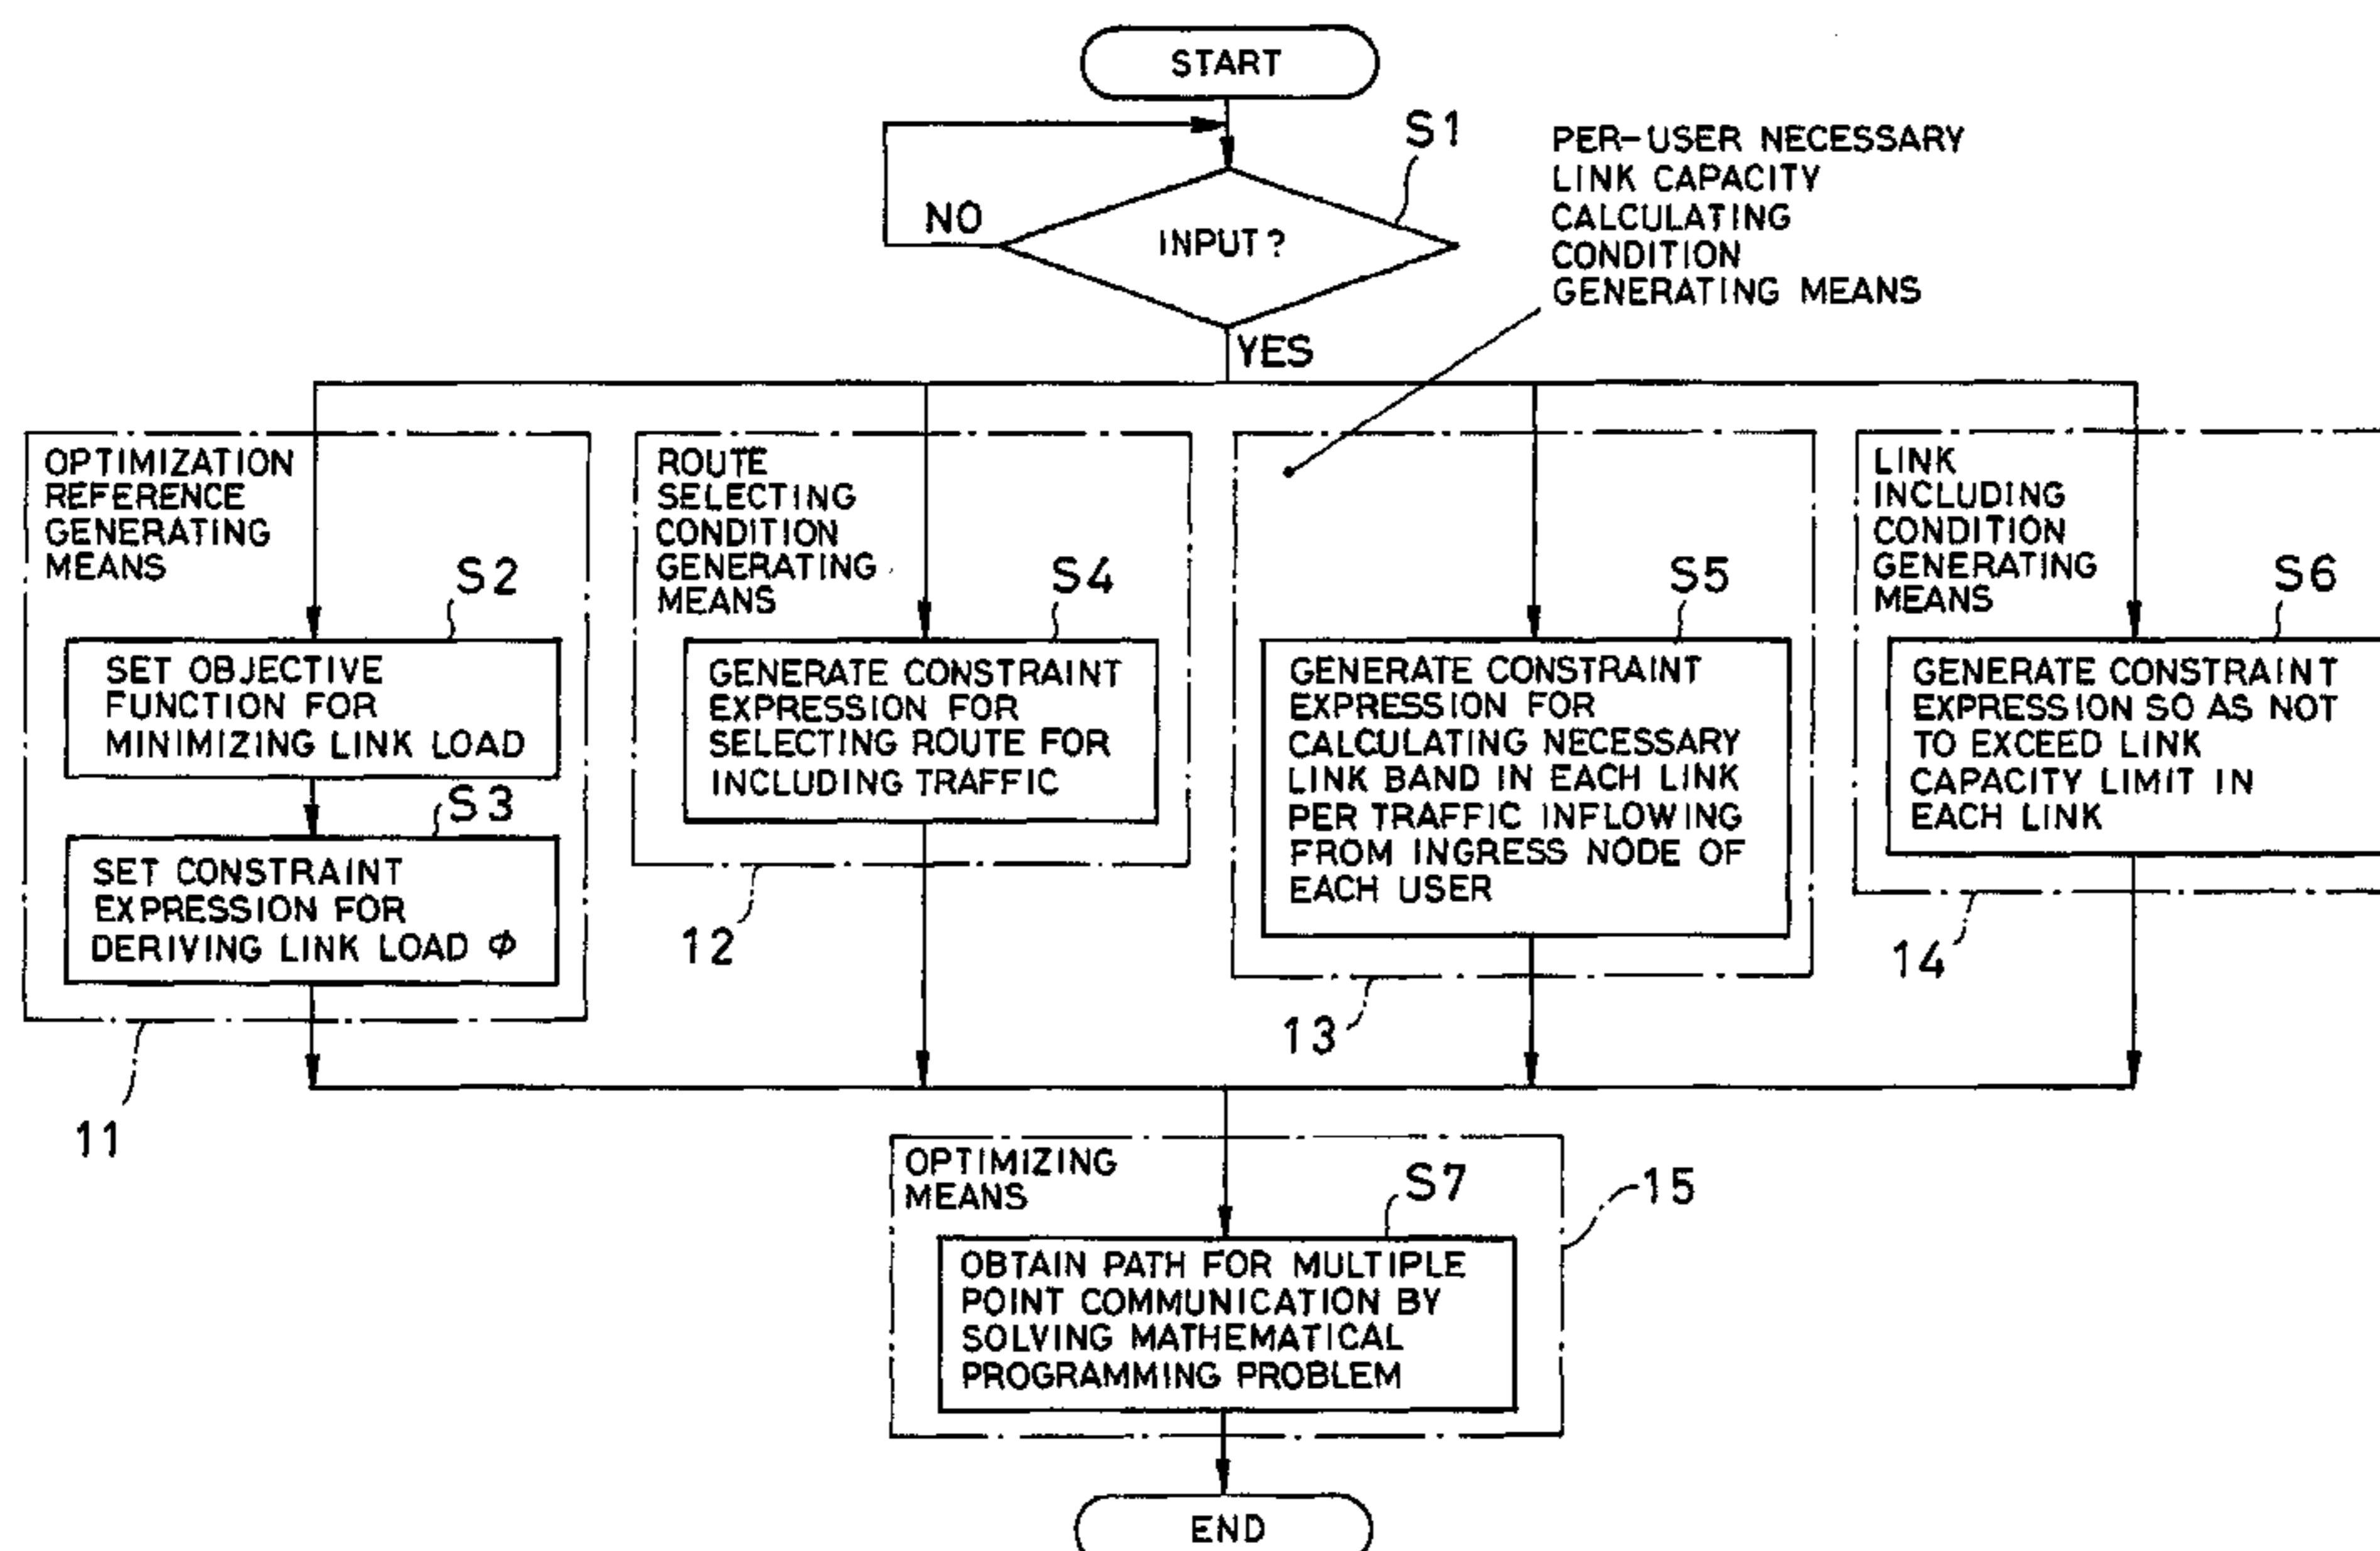 START
S1
PER-USER NECESSARY
LINK CAPACITY
CALCULATING
CONDITION
GENERATING MEANS
NO
INPUT?
YES
OPTIMIZATION
REFERENCE
GENERATING
MEANS
S2
SET OBJECTIVE
FUNCTION FOR
MINIMIZING LINK LOAD
S3
SET CONSTRAINT
EXPRESSION FOR
DERIVING LINK LOAD Φ
11
ROUTE
SELECTING
CONDITION
GENERATING
MEANS
S4
GENERATE CONSTRAINT
EXPRESSION FOR
SELECTING ROUTE FOR
INCLUDING TRAFFIC
12
S5
GENERATE CONSTRAINT
EXPRESSION FOR
CALCULATING NECESSARY
LINK BAND IN EACH LINK
PER TRAFFIC INFLOWING
FROM INGRESS NODE OF
EACH USER
13
LINK
INCLUDING
CONDITION
GENERATING
MEANS
S6
GENERATE CONSTRAINT
EXPRESSION SO AS NOT
TO EXCEED LINK
CAPACITY LIMIT IN
EACH LINK
14
OPTIMIZING
MEANS
S7
15
OBTAIN PATH FOR MULTIPLE
POINT COMMUNICATION BY
SOLVING MATHEMATICAL
PROGRAMMING PROBLEM
END